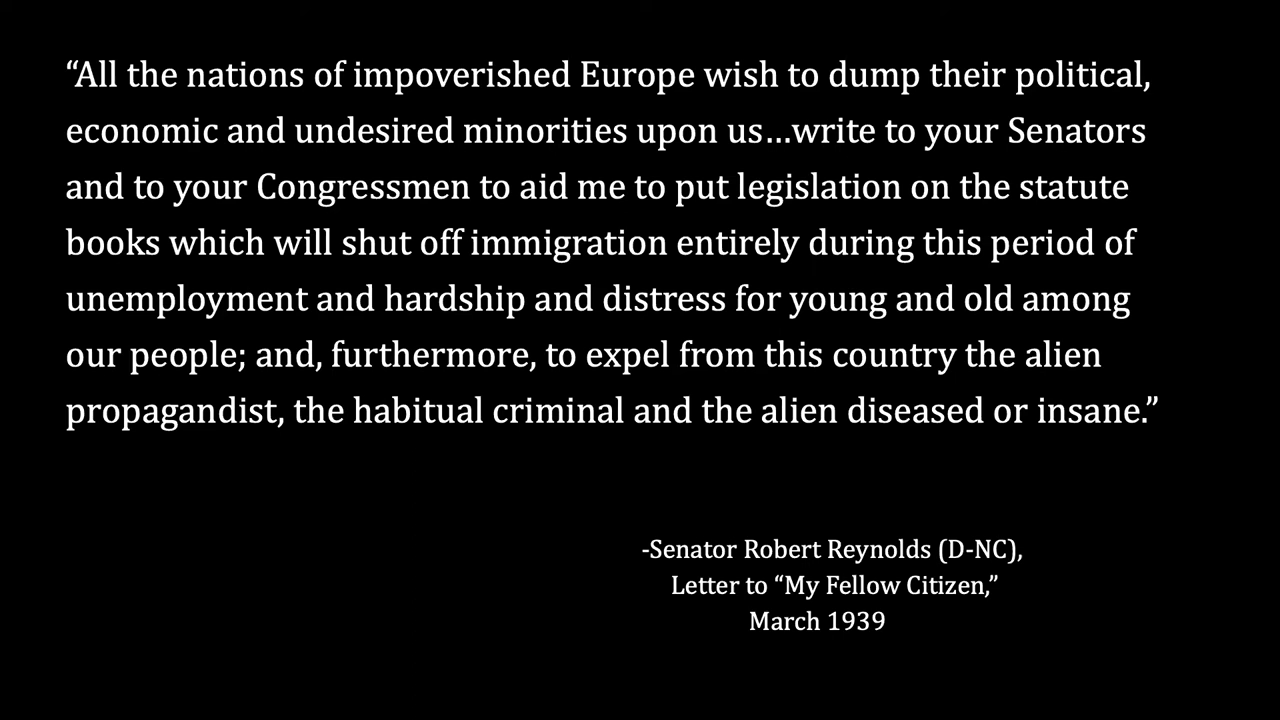 “All the nations of impoverished Europe wish to dump their political,
economic and undesired minorities upon us…write to your Senators
and to your Congressmen to aid me to put legislation on the statute
books which will shut off immigration entirely during this period of
unemployment and hardship and distress for young and old among
our people; and, furthermore, to expel from this country the alien
propagandist, the habitual criminal and the alien diseased or insane.”
-Senator Robert Reynolds (D-NC),
Letter to “My Fellow Citizen,”
March 1939